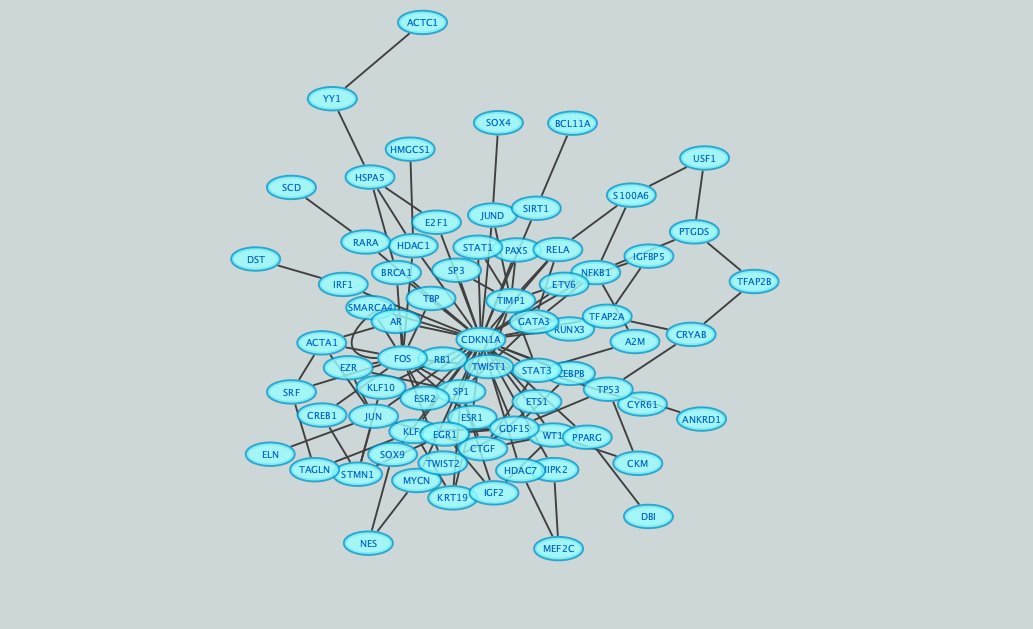 ACTC1
YY1
SOX4
BCL11A
HMGCS1
USF1
HSPA5
SCD
S100A6
SIRT1
JUND
E2F1
PTGDS
RARA
HDAC1
STAT1
PAX5
RELA
IGFBP5
DST
BRCA1
SP3
NFKB1
TFAP2B
IRF1
ETV6
TBP
TIMP1
SMARCA4
AR
GATA3
TFAP2A
RUNX3
CRYAB
ACTA1
CDKN1A
A2M
FOS
RB1
EZR
TWIST1
STAT3
CEBPB
KLF10
SP1
TP53
SRF
ESR2
ETS1
CYR61
CREB1
JUN
ESR1
ANKRD1
KLF
EGR1
GDF15
WT1
PPARG
ELN
SOX9
CTGF
TAGLN
STMN1
TWIST2
HDAC7
HIPK2
CKM
MYCN
KRT19
IGF2
DBI
NES
MEF2C